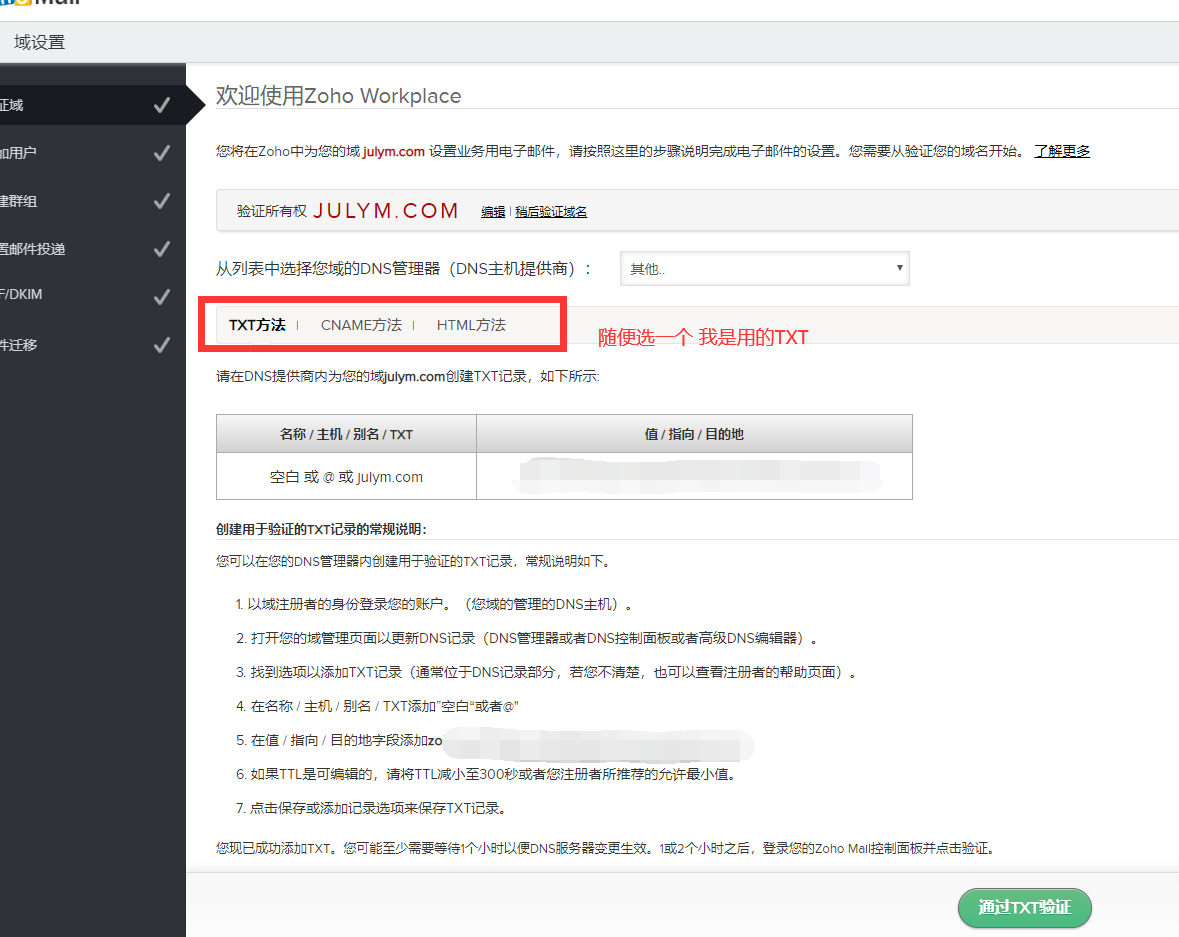 Mail
域设置
证域
加用户
建群组
置邮件投递
F/DKIM
件迁移
欢迎使用Zoho Workplace
您将在Zoho中为您的域 julym.com 设置业务用电子邮件，请按照这里的步骤说明完成电子邮件的设置。您需要从验证您的域名开始。 了解更多
验证所有权 JULYM.COM 编辑 | 稍后验证域名
从列表中选择您域的DNS管理器（DNS主机提供商）： 其他..
TXT方法 | CNAME方法 | HTML方法
随便选一个 我是用的TXT
请在DNS提供商内为您的域julym.com创建TXT记录，如下所示:
名称 / 主机 / 别名 / TXT 值 / 指向 / 目的地
空白 或 @ 或 julym.com
创建用于验证的TXT记录的常规说明:
您可以在您的DNS管理器内创建用于验证的TXT记录，常规说明如下。
1. 以域注册者的身份登录您的账户。（您域的管理的DNS主机）。
2. 打开您的域管理页面以更新DNS记录（DNS管理器或者DNS控制面板或者高级DNS编辑器）。
3. 找到选项以添加TXT记录（通常位于DNS记录部分，若您不清楚，也可以查看注册者的帮助页面）。
4. 在名称 / 主机 / 别名 / TXT添加"空白"或者@"
5. 在值 / 指向 / 目的地字段添加zo
6. 如果TTL是可编辑的，请将TTL减小至300秒或者您注册者所推荐的允许最小值。
7. 点击保存或添加记录选项来保存TXT记录。
您现已成功添加TXT。您可能至少需要等待1个小时以便DNS服务器变更生效。1或2个小时之后，登录您的Zoho Mail控制面板并点击验证。
通过TXT验证